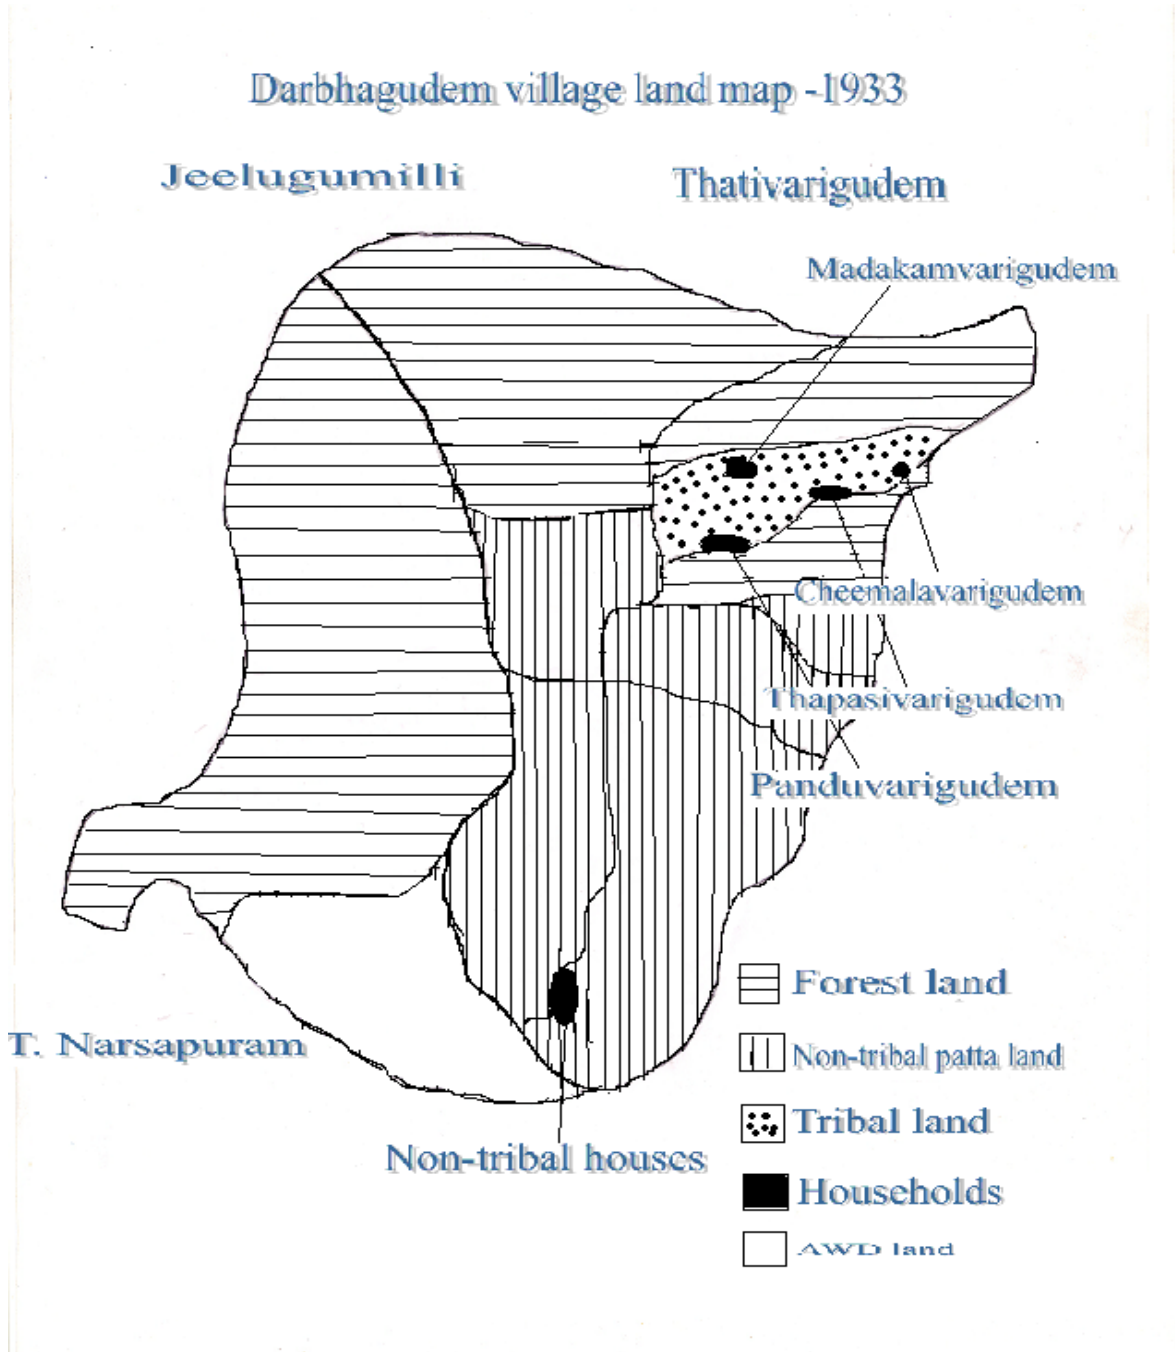 Darbhagudem village land map -1933
Jeelugumilli
Thativarigudem
Madakamvarigudem
Cheemalavarigudem
Thapasivarigudem
Panduvarigudem
Forest land
T. Narsapuram
Non-tribal patta land
Tribal land
Non-tribal houses
Households
AWD land